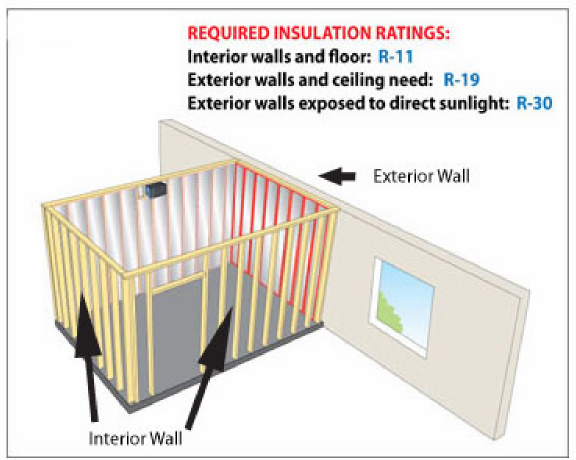 REQUIRED INSULATION RATINGS:
Interior walls and floor: R-11
Exterior walls and ceiling need: R-19
Exterior walls exposed to direct sunlight: R-30
Exterior Wall
Interior Wall